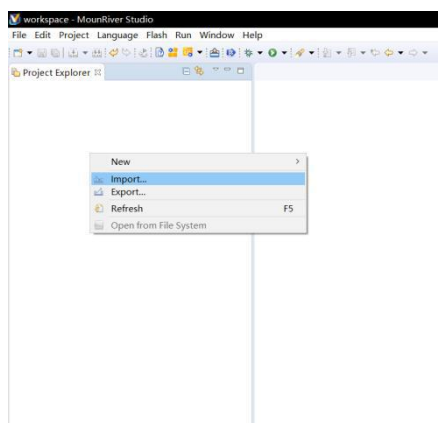 workspace - MounRiver Studio
File Edit Project Language Flash Run Window Help
Project Explorer
New
Import...
Export...
Refresh F5
Open from File System